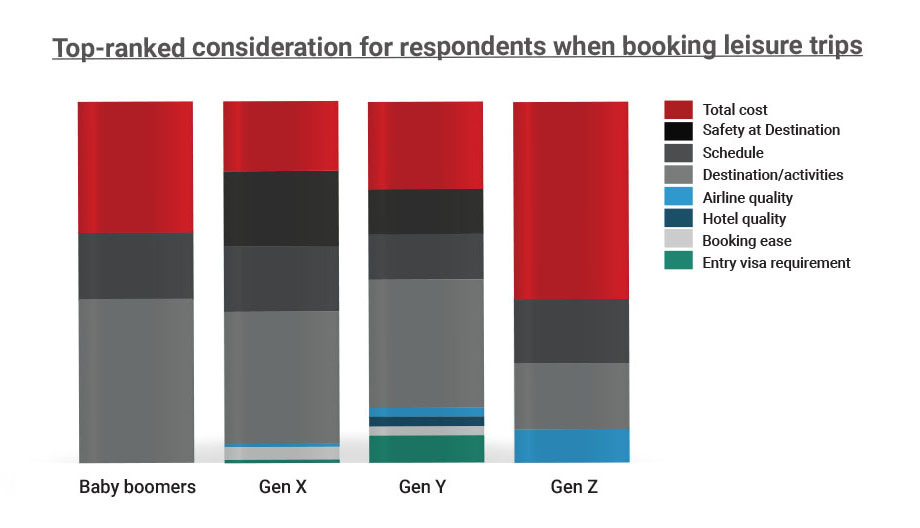 Top-ranked consideration for respondents when booking leisure trips
Total cost
Safety at Destination
Schedule
Destination/activities
Airline quality
Hotel quality
Booking ease
Entry visa requirement
Baby boomers
Gen X
Gen Y
Gen Z